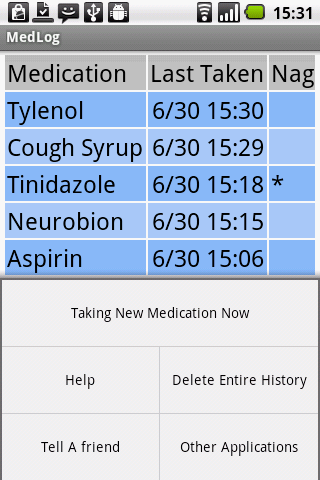 15:31
MedLog
Medication Last Taken Nag
Tylenol 6/30 15:30
Cough Syrup 6/30 15:29
Tinidazole 6/30 15:18 *
Neurobion 6/30 15:15
Aspirin 6/30 15:06
Taking New Medication Now
Help Delete Entire History
Tell A friend Other Applications